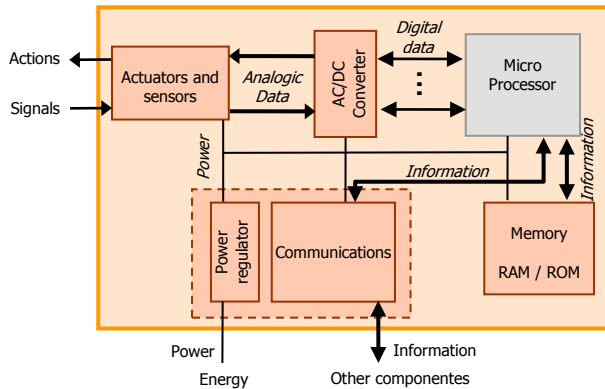 Actions
Signals
Actuators and
sensors
Analogic
Data
AC/DC
Converter
Digital
data
...
Micro
Processor
Power
Information
Information
Power
regulator
Communications
Memory
RAM / ROM
Power
Energy
Information
Other componentes